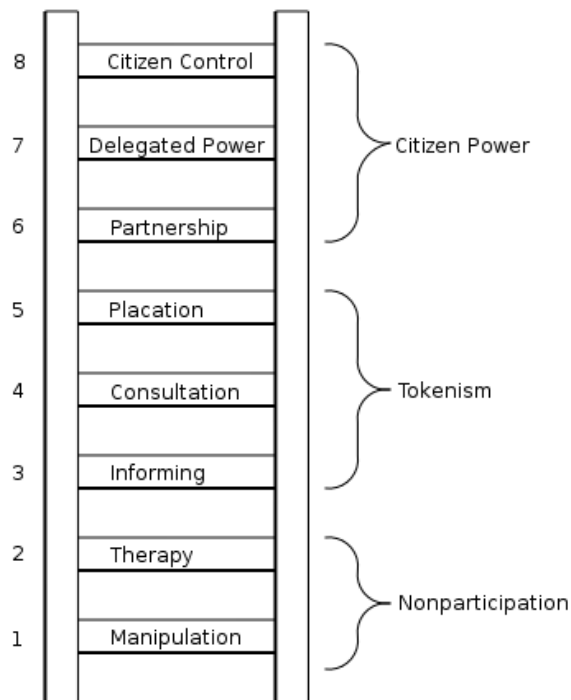 8 Citizen Control
7 Delegated Power Citizen Power
6 Partnership
5 Placation
4 Consultation Tokenism
3 Informing
2 Therapy
Nonparticipation
1 Manipulation